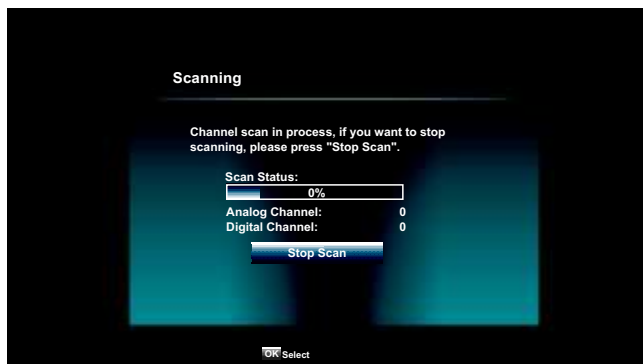 Scanning
Channel scan in process, if you want to stop
scanning, please press "Stop Scan".
Scan Status:
0%
Analog Channel: 0
Digital Channel: 0
Stop Scan
OK Select